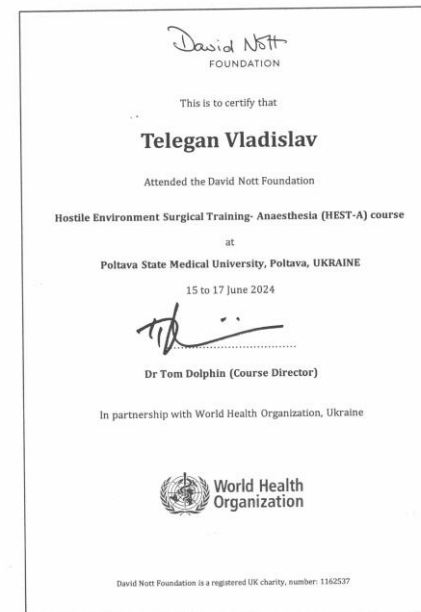 David Nott
FOUNDATION
This is to certify that
Telegan Vladislav
Attended the David Nott Foundation
Hostile Environment Surgical Training- Anaesthesia (HEST-A) course
at
Poltava State Medical University, Poltava, UKRAINE
15 to 17 June 2024
Dr Tom Dolphin (Course Director)
In partnership with World Health Organization, Ukraine
World Health
Organization
David Nott Foundation is a registered UK charity, number: 1162537